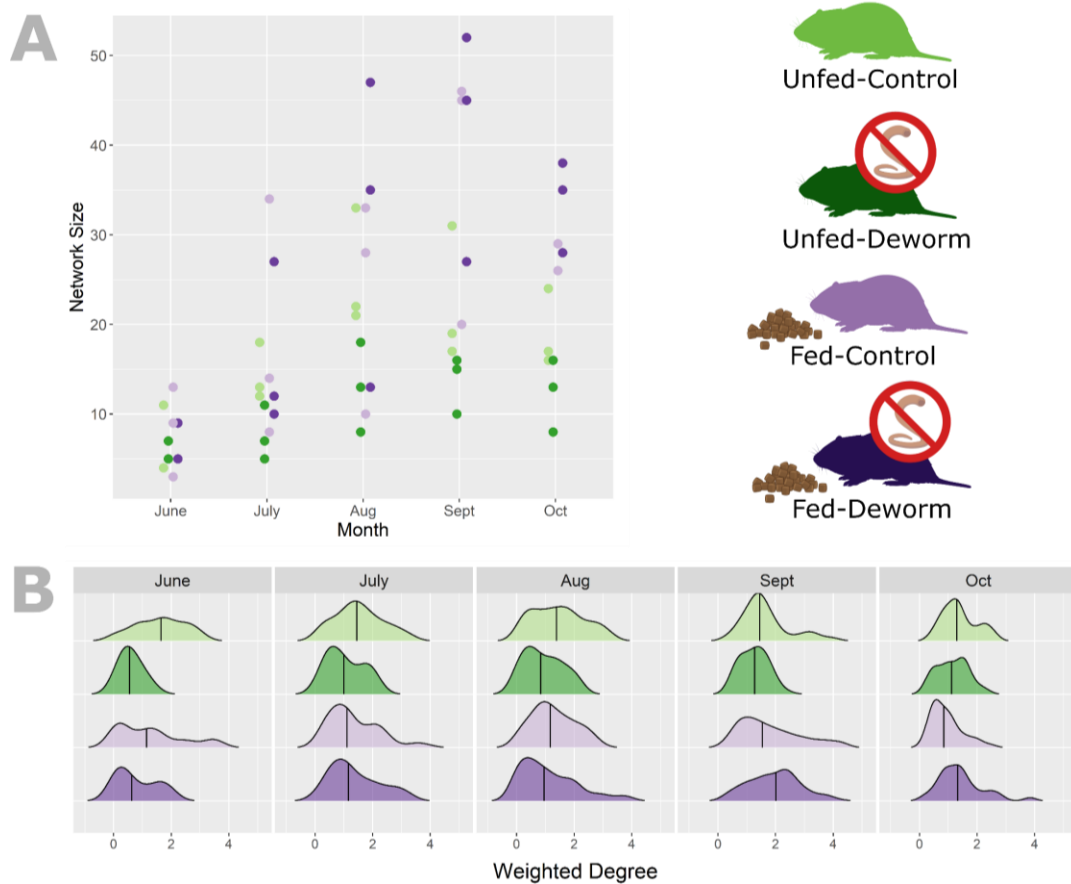 A
Network Size
50
40
30
20
10
June July Aug Sept Oct
Month
Unfed-Control
Unfed-Deworm
Fed-Control
Fed-Deworm
B
June July Aug Sept Oct
0 2 4 0 2 4 0 2 4 0 2 4 0 2 4
Weighted Degree